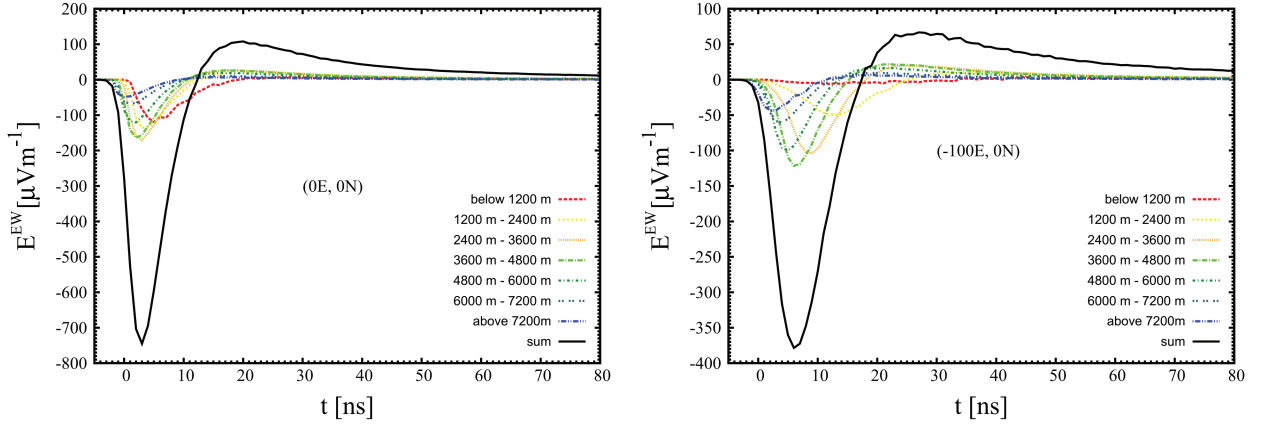 200
100
0
-100
-200
-300
-400
-500
-600
-700
-800
E^EW [μVm^-1]
(0E, 0N)
below 1200 m
1200 m - 2400 m
2400 m - 3600 m
3600 m - 4800 m
4800 m - 6000 m
6000 m - 7200 m
above 7200m
sum
0 10 20 30 40 50 60 70 80
t [ns]
100
50
0
-50
-100
-150
-200
-250
-300
-350
-400
E^EW [μVm^-1]
(-100E, 0N)
below 1200 m
1200 m - 2400 m
2400 m - 3600 m
3600 m - 4800 m
4800 m - 6000 m
6000 m - 7200 m
above 7200m
sum
0 10 20 30 40 50 60 70 80
t [ns]